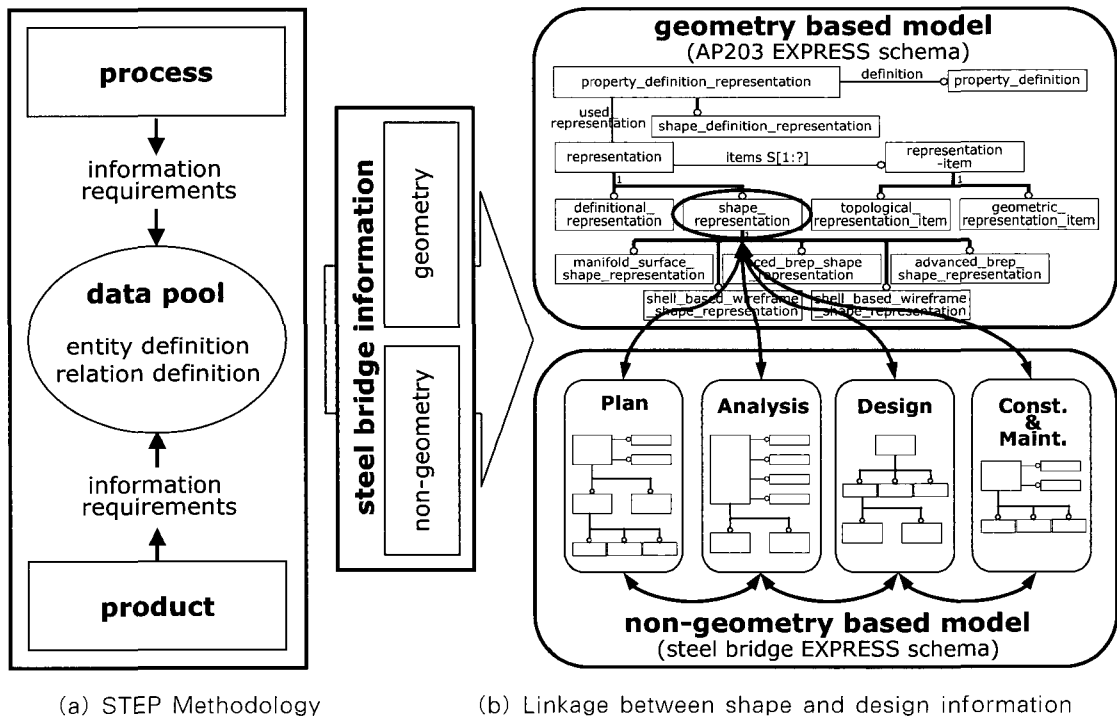 process
information
requirements
data pool
entity definition
relation definition
information
requirements
product
steel bridge information
geometry
non-geometry
geometry based model
(AP203 EXPRESS schema)
property_definition_representation
definition
property_definition
used
representation
shape_definition_representation
representation
items S[1:?]
representation
-item
1
1
definitional_
representation
shape_
representation
topological_
representation_item
geometric_
representation_item
1
manifold_surface_
shape_representation
ced_brep_shape
_representation
advanced_brep_
shape_representation
shell_based_wireframe
_shape_representation
shell_based_wireframe
_shape_representation
Plan
Analysis
Design
Const.
&
Maint.
non-geometry based model
(steel bridge EXPRESS schema)
(a) STEP Methodology
(b) Linkage between shape and design information